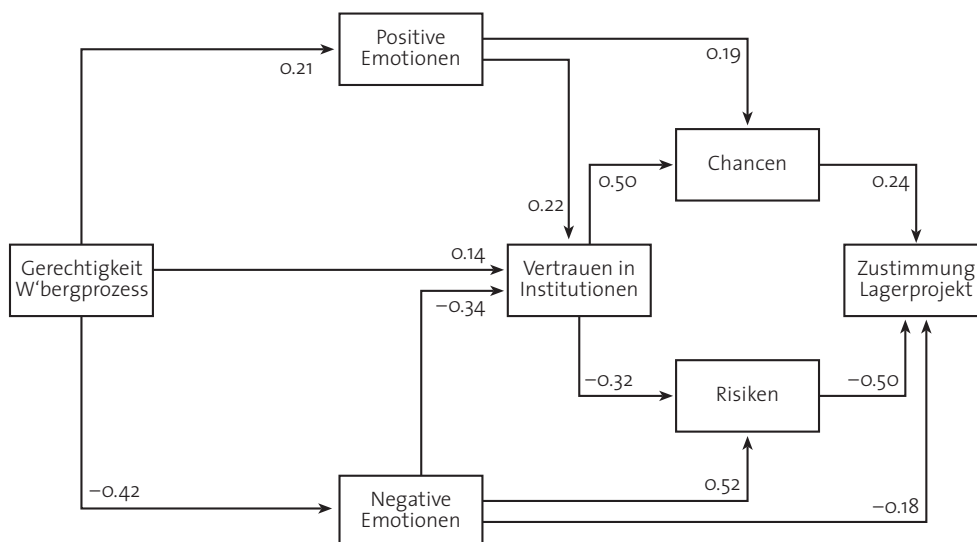 Positive
Emotionen
0.21
0.19
Chancen
0.50
0.24
0.22
Gerechtigkeit
W'bergprozess
0.14
Vertrauen in
Institutionen
Zustimmung
Lagerprojekt
−0.34
−0.32
Risiken
−0.50
−0.42
Negative
Emotionen
0.52
−0.18